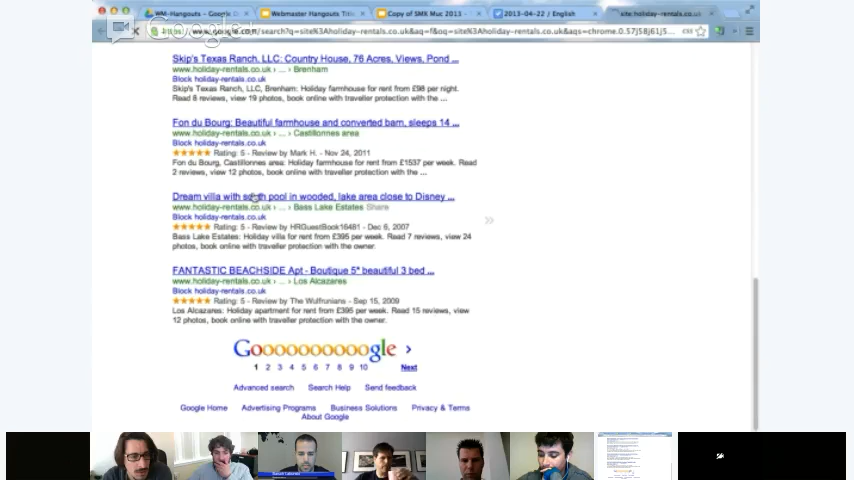 WM-Hangouts - Google D
Webmaster Hangouts Titl
Copy of SMX Muc 2013 -
2013-04-22 / English
site:holiday-rentals.co.uk
Google
www.google.com/search?q=site%3Aholiday-rentals.co.uk&aq=f&oq=site%3Aholiday-rentals.co.uk&aqs=chrome.0.57j58j61j5...
Skip's Texas Ranch, LLC: Country House, 76 Acres, Views, Pond ...
www.holiday-rentals.co.uk › ... › Brenham
Block holiday-rentals.co.uk
Skip's Texas Ranch, LLC, Brenham: Holiday farmhouse for rent from £98 per night.
Read 8 reviews, view 19 photos, book online with traveller protection with the ...
Fon du Bourg: Beautiful farmhouse and converted barn, sleeps 14 ...
www.holiday-rentals.co.uk › ... › Castillonnes area
Block holiday-rentals.co.uk
★★★★★ Rating: 5 - Review by Mark H. - Nov 24, 2011
Fon du Bourg, Castillonnes area: Holiday farmhouse for rent from £1537 per week. Read
2 reviews, view 12 photos, book online with traveller protection with the ...
Dream villa with south pool in wooded, lake area close to Disney ...
www.holiday-rentals.co.uk › ... › Bass Lake Estates Share
Block holiday-rentals.co.uk
★★★★★ Rating: 5 - Review by HRGuestBook16481 - Dec 6, 2007
Bass Lake Estates: Holiday villa for rent from £395 per week. Read 7 reviews, view 24
photos, book online with traveller protection with the owner.
FANTASTIC BEACHSIDE Apt - Boutique 5* beautiful 3 bed ...
www.holiday-rentals.co.uk › ... › Los Alcazares
Block holiday-rentals.co.uk
★★★★★ Rating: 5 - Review by The Wulfrunians - Sep 15, 2009
Los Alcazares: Holiday apartment for rent from £395 per week. Read 15 reviews, view
12 photos, book online with traveller protection with the owner.
Goooooooooogle ›
1 2 3 4 5 6 7 8 9 10 Next
Advanced search Search Help Send feedback
Google Home Advertising Programs Business Solutions Privacy & Terms
About Google